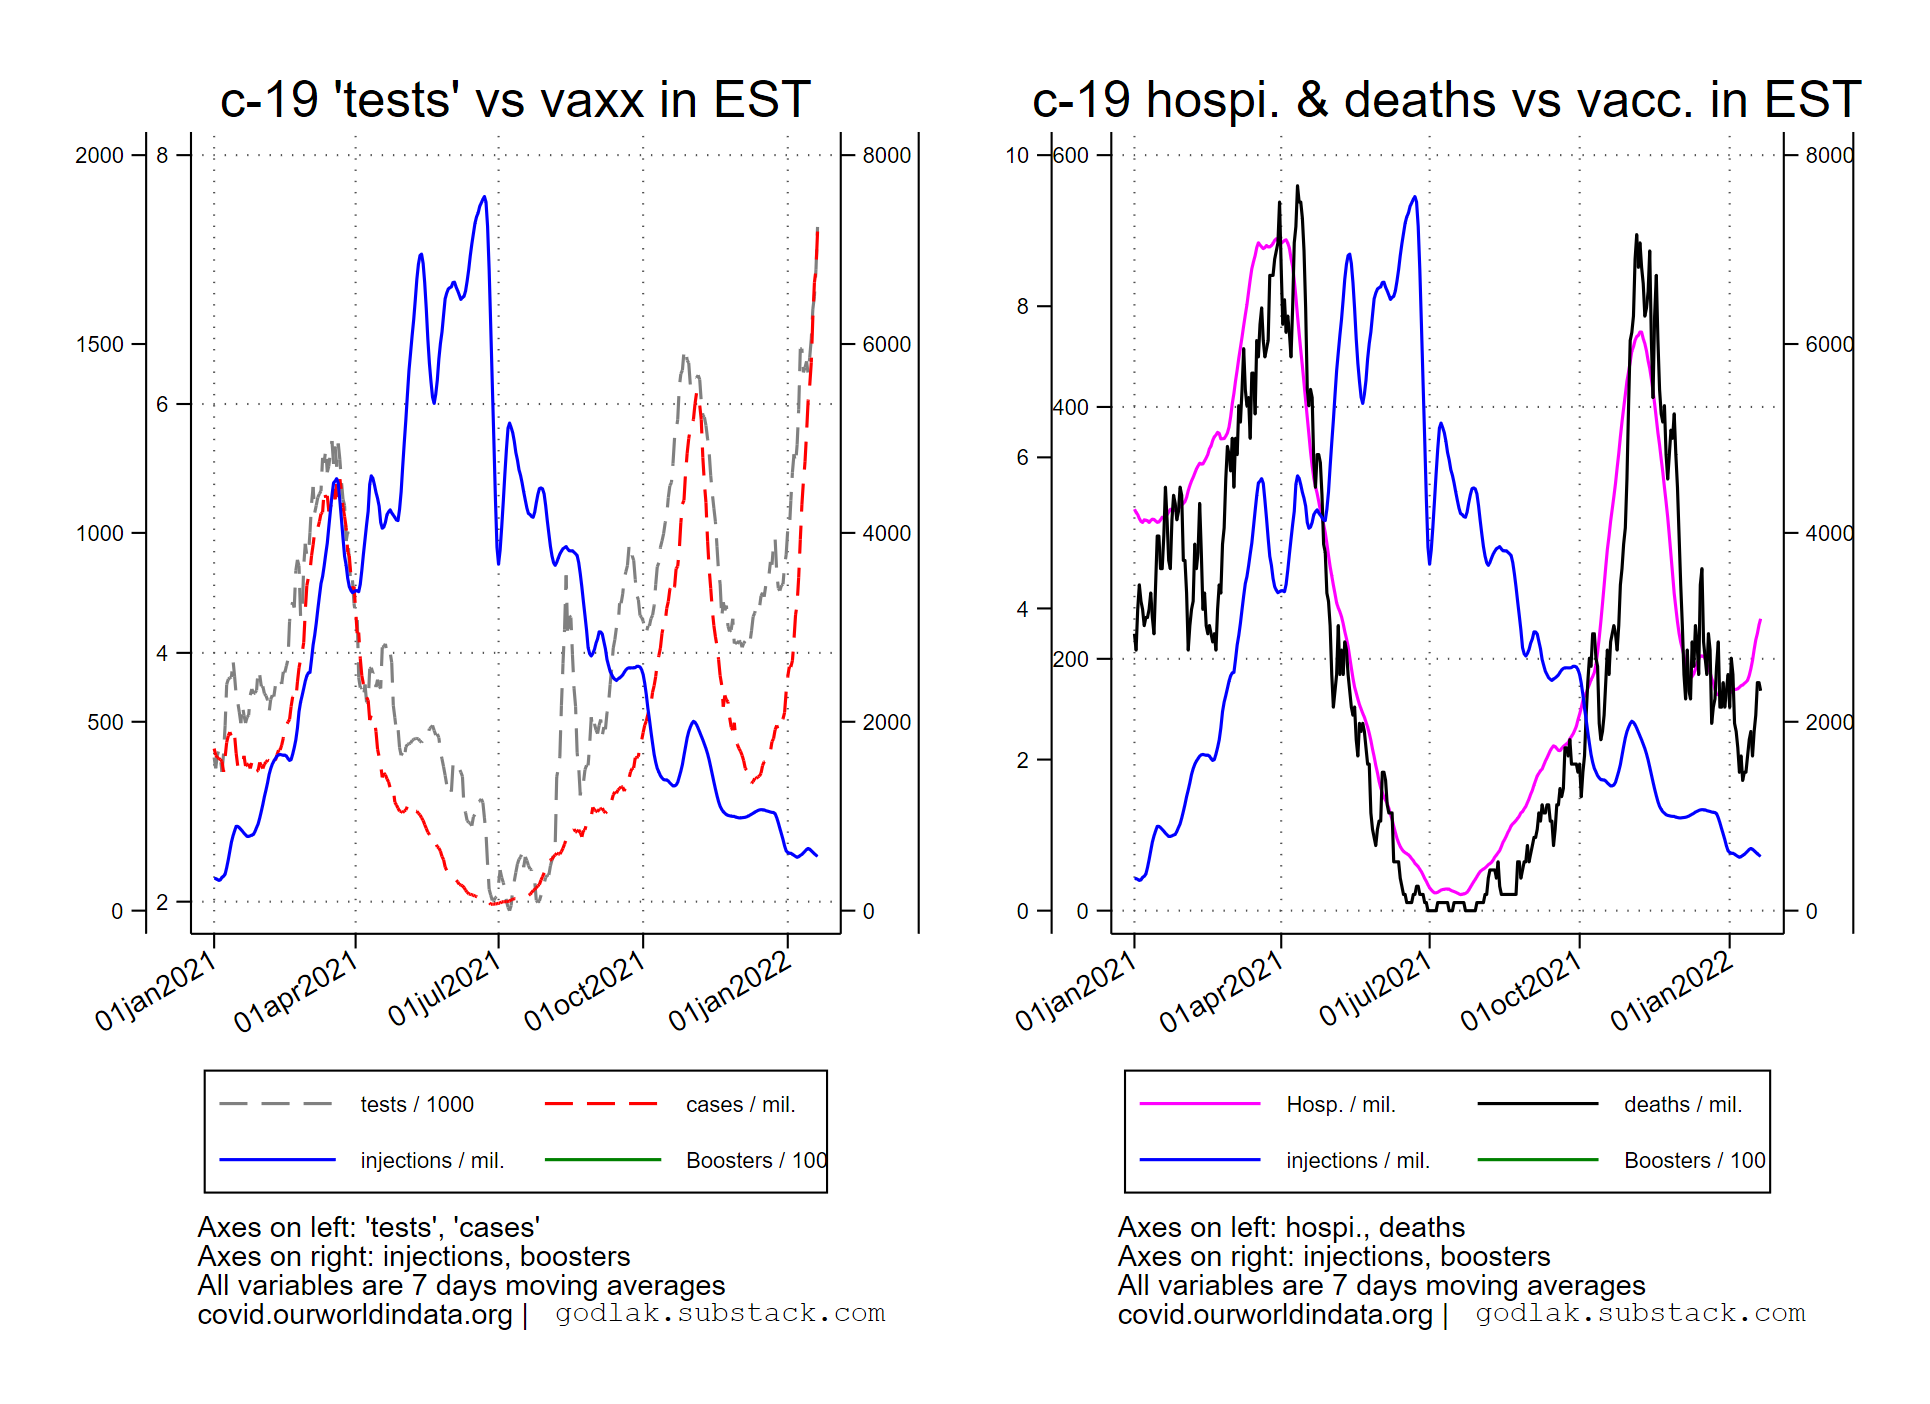 c-19 'tests' vs vaxx in EST
2000
1500
1000
500
0
8
6
4
2
8000
6000
4000
2000
0
01jan2021
01apr2021
01jul2021
01oct2021
01jan2022
tests / 1000
cases / mil.
injections / mil.
Boosters / 100
Axes on left: 'tests', 'cases'
Axes on right: injections, boosters
All variables are 7 days moving averages
covid.ourworldindata.org | godlak.substack.com
c-19 hospi. & deaths vs vacc. in EST
10
8
6
4
2
0
600
400
200
0
8000
6000
4000
2000
0
01jan2021
01apr2021
01jul2021
01oct2021
01jan2022
Hosp. / mil.
deaths / mil.
injections / mil.
Boosters / 100
Axes on left: hospi., deaths
Axes on right: injections, boosters
All variables are 7 days moving averages
covid.ourworldindata.org | godlak.substack.com